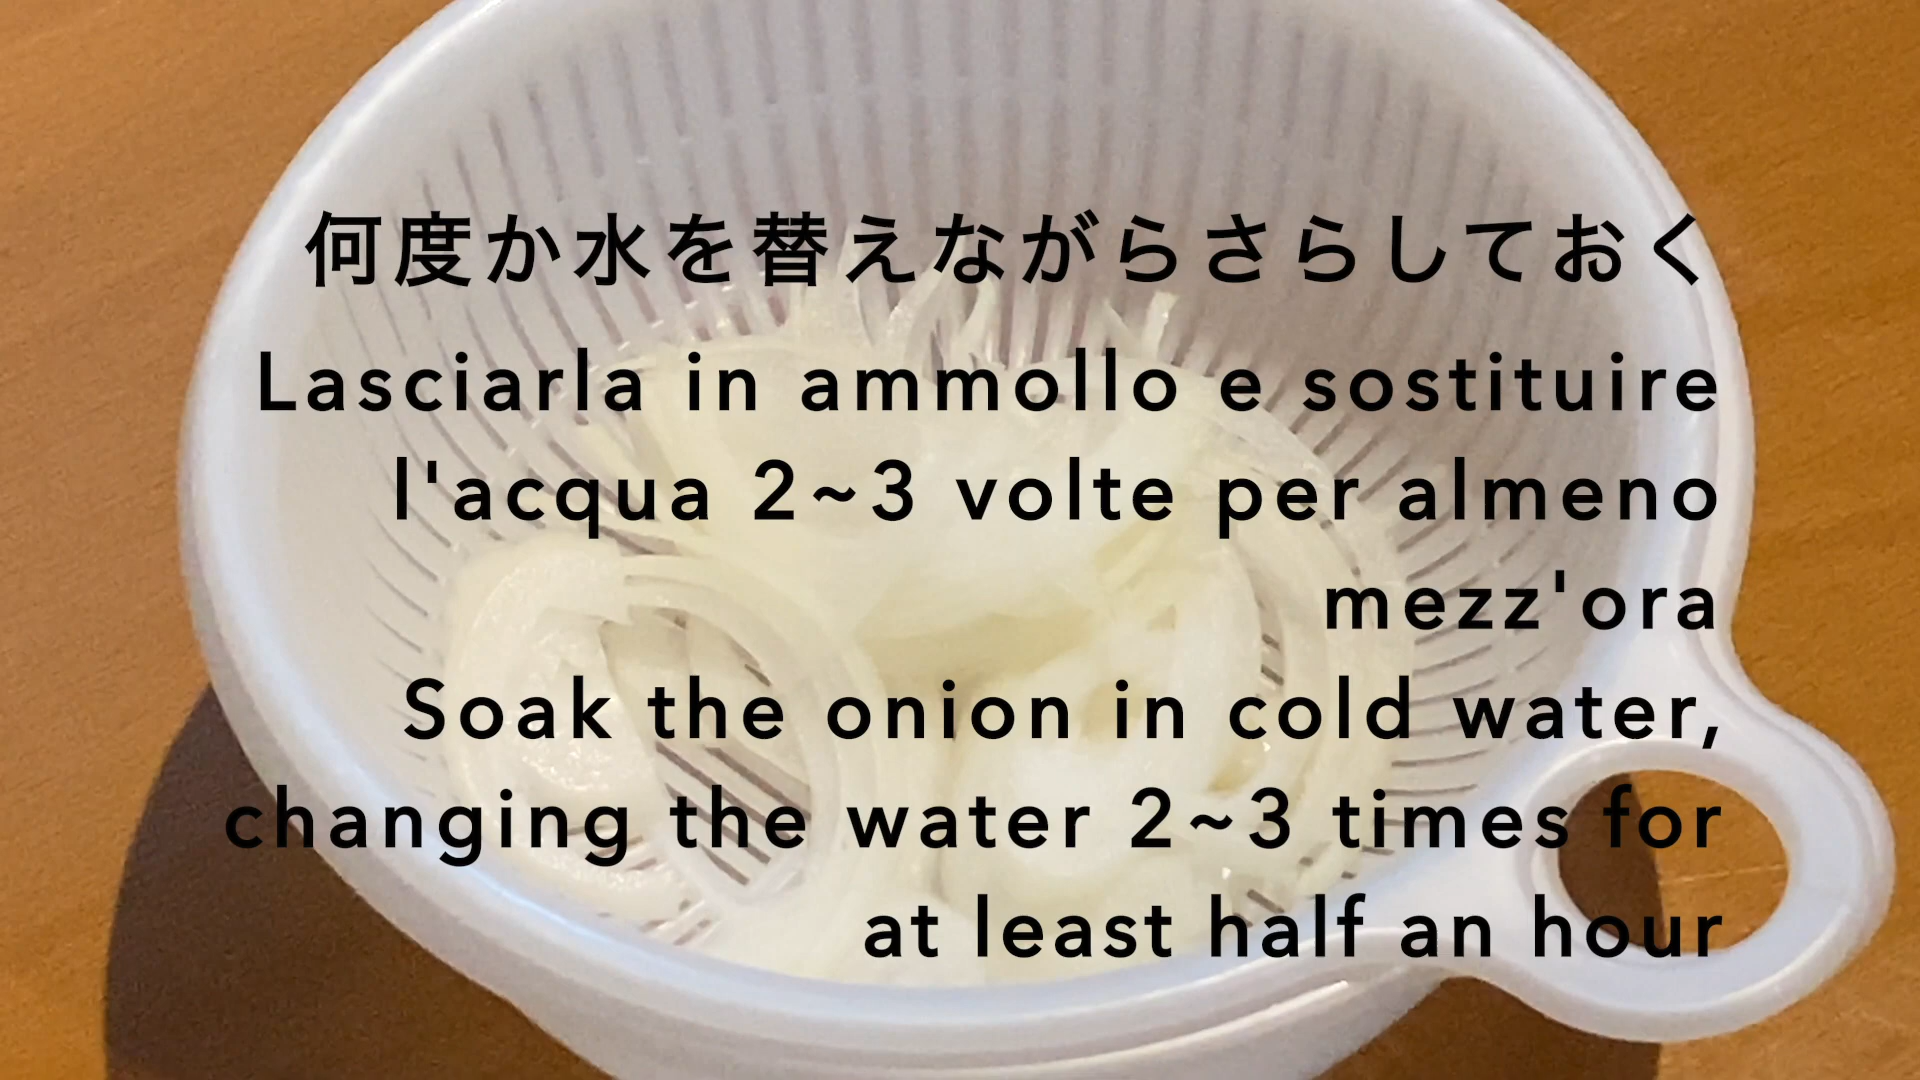 何度か水を替えながらさらしておく
Lasciarla in ammollo e sostituire
l'acqua 2~3 volte per almeno
mezz'ora
Soak the onion in cold water,
changing the water 2~3 times for
at least half an hour